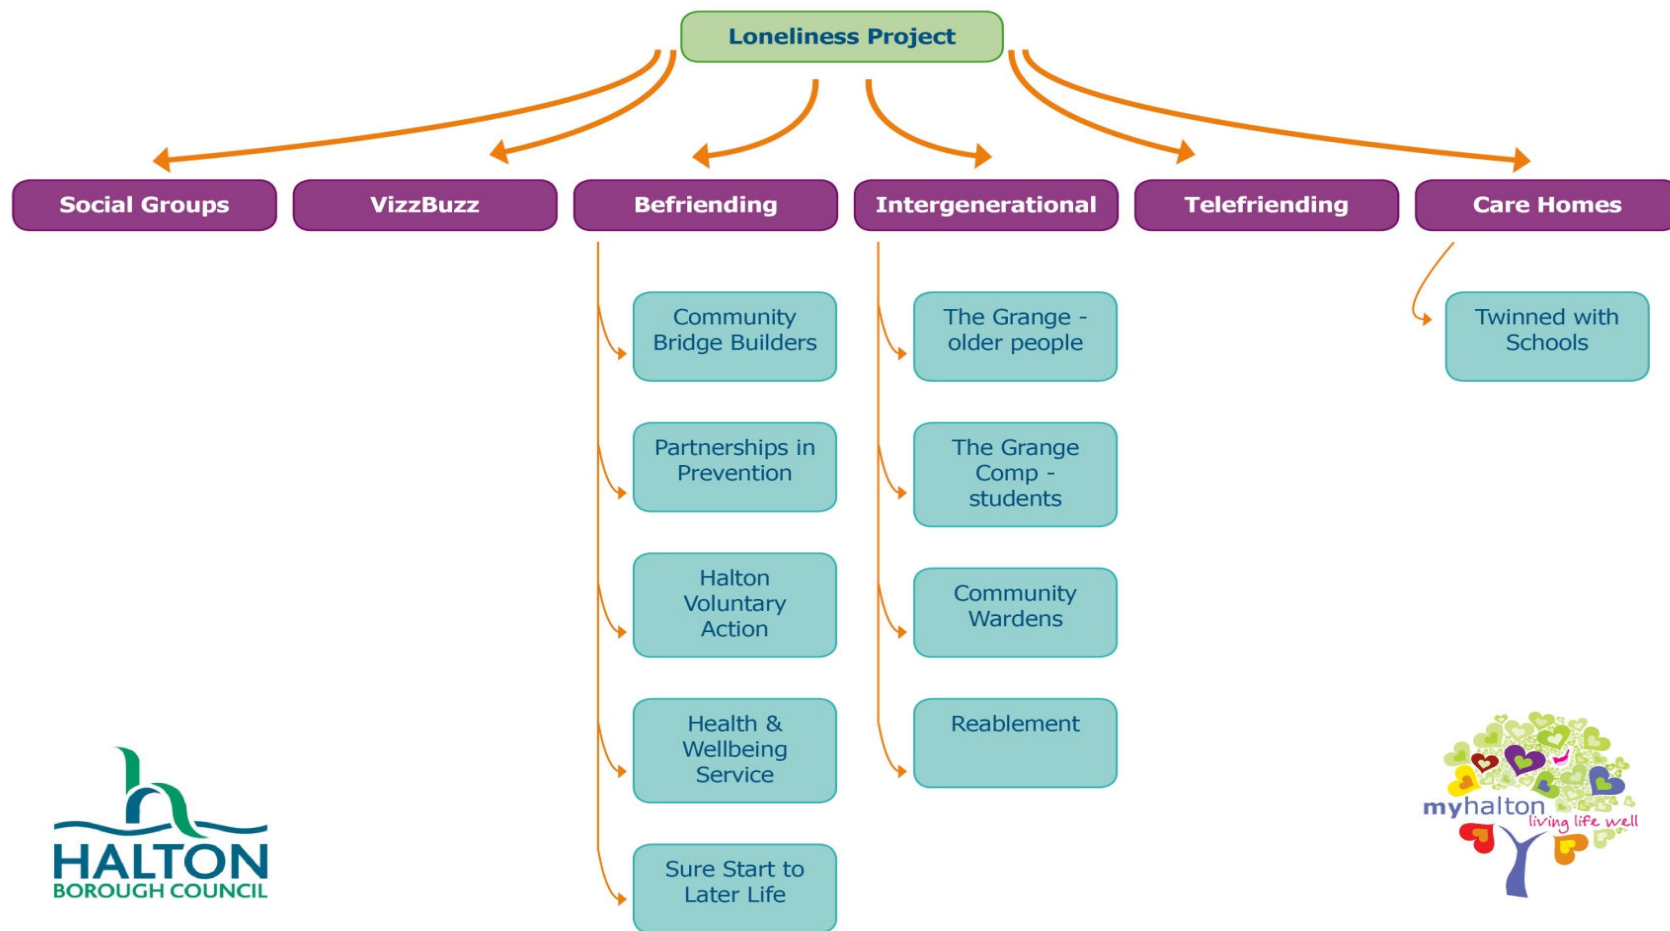 Loneliness Project
Social Groups
VizzBuzz
Befriending
Intergenerational
Telefriending
Care Homes
Community
Bridge Builders
Partnerships in
Prevention
Halton
Voluntary
Action
Health &
Wellbeing
Service
Sure Start to
Later Life
The Grange -
older people
The Grange
Comp -
students
Community
Wardens
Reablement
Twinned with
Schools
HALTON
BOROUGH COUNCIL
myhalton
living life well